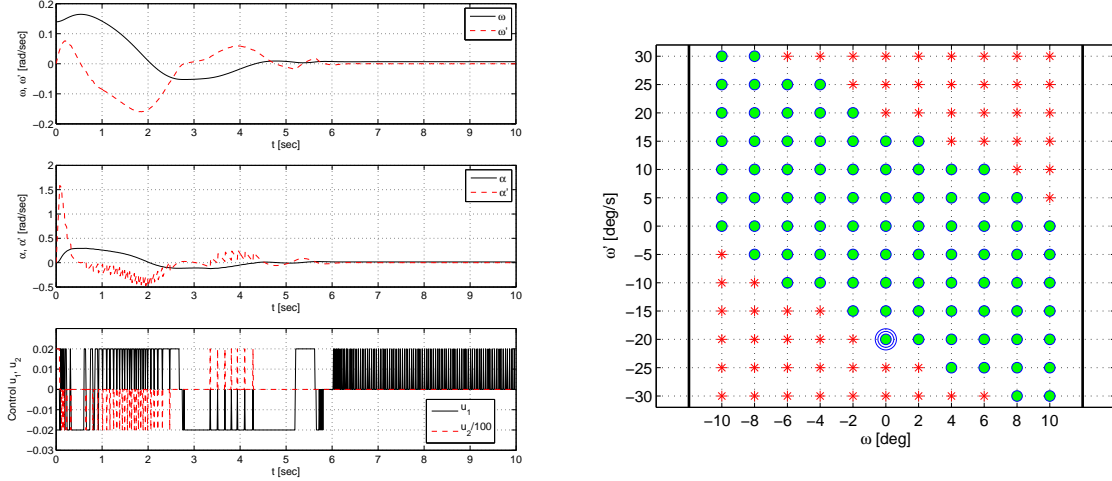 0.2
0.1
0
−0.1
−0.2
ω, ω' [rad/sec]
ω
ω'
0 1 2 3 4 5 6 7 8 9 10
t [sec]
2
1.5
1
0.5
0
−0.5
α, α' [rad/sec]
α
α'
0 1 2 3 4 5 6 7 8 9 10
t [sec]
0.02
0.01
0
−0.01
−0.02
−0.03
Control u1, u2
u1
u2/100
0 1 2 3 4 5 6 7 8 9 10
t [sec]
30
25
20
15
10
5
0
−5
−10
−15
−20
−25
−30
ω' [deg/s]
−10 −8 −6 −4 −2 0 2 4 6 8 10
ω [deg]